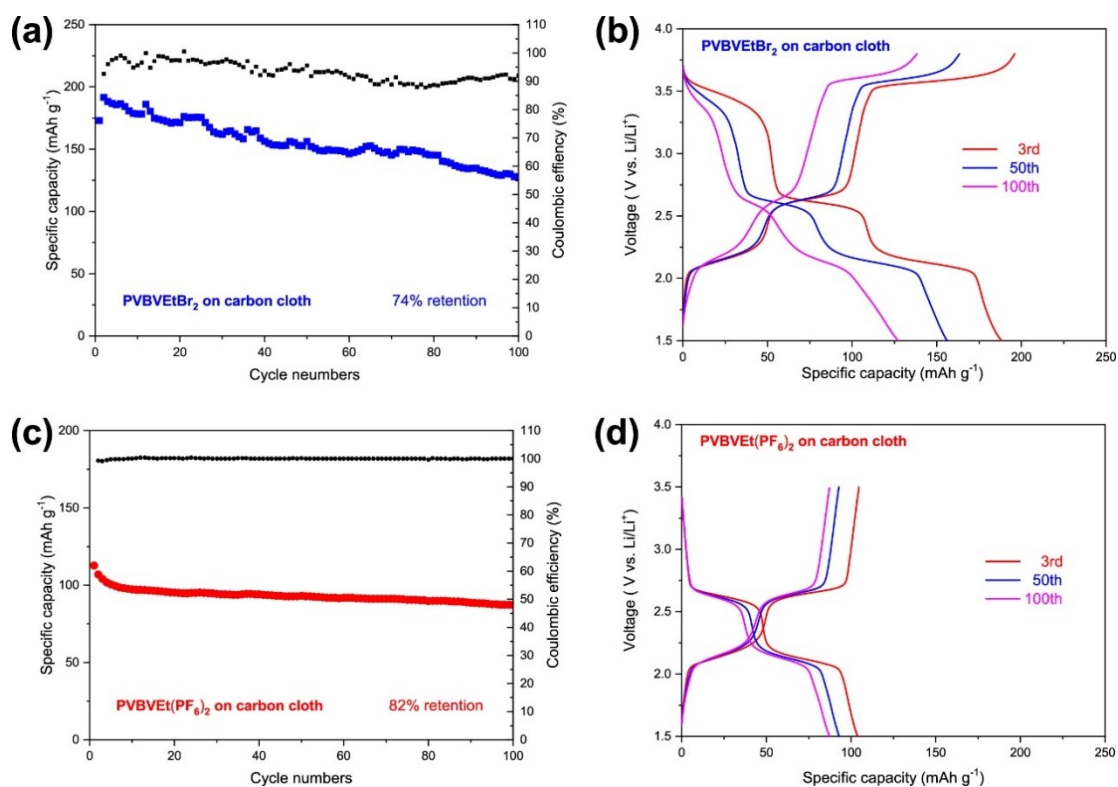 (a)
250
200
150
100
50
0
Specific capacity (mAh g⁻¹)
110
100
90
80
70
60
50
40
30
20
10
0
Coulombic effiency (%)
PVBVEtBr₂ on carbon cloth 74% retention
0 20 40 60 80 100
Cycle neumbers
(b)
4.0
3.5
3.0
2.5
2.0
1.5
Voltage ( V vs. Li/Li⁺)
PVBVEtBr₂ on carbon cloth
3rd
50th
100th
0 50 100 150 200 250
Specific capacity (mAh g⁻¹)
(c)
200
150
100
50
0
Specific capacity (mAh g⁻¹)
110
100
90
80
70
60
50
40
30
20
10
0
Coulombic efficiency (%)
PVBVEt(PF₆)₂ on carbon cloth 82% retention
0 20 40 60 80 100
Cycle numbers
(d)
4.0
3.5
3.0
2.5
2.0
1.5
Voltage ( V vs. Li/Li⁺)
PVBVEt(PF₆)₂ on carbon cloth
3rd
50th
100th
0 50 100 150 200 250
Specific capacity (mAh g⁻¹)